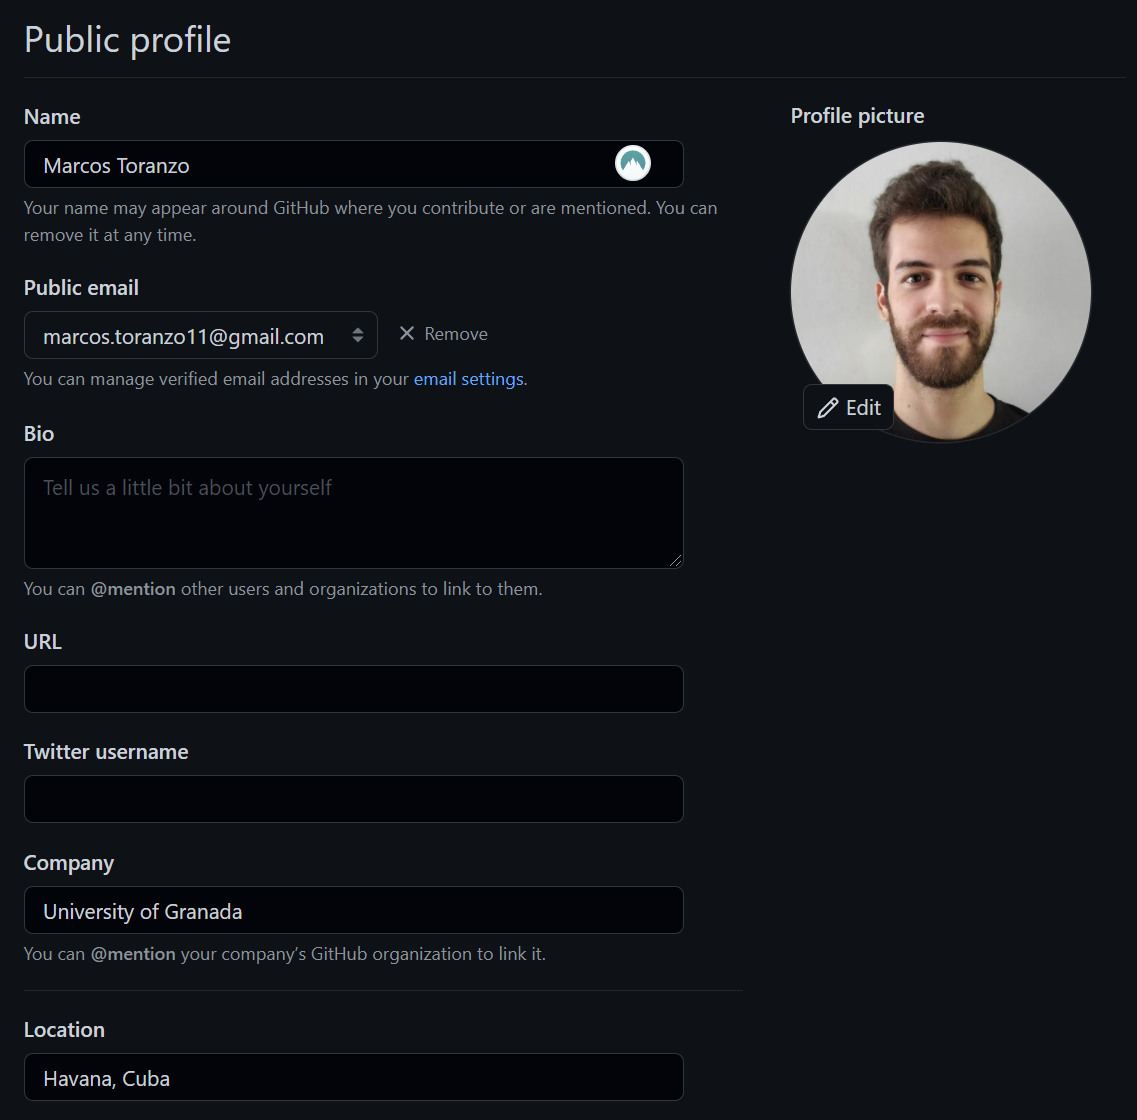 Public profile
Name
Marcos Toranzo
Your name may appear around GitHub where you contribute or are mentioned. You can
remove it at any time.
Public email
marcos.toranzo11@gmail.com
Remove
You can manage verified email addresses in your email settings.
Bio
Tell us a little bit about yourself
You can @mention other users and organizations to link to them.
URL
Twitter username
Company
University of Granada
You can @mention your company’s GitHub organization to link it.
Location
Havana, Cuba
Profile picture
Edit